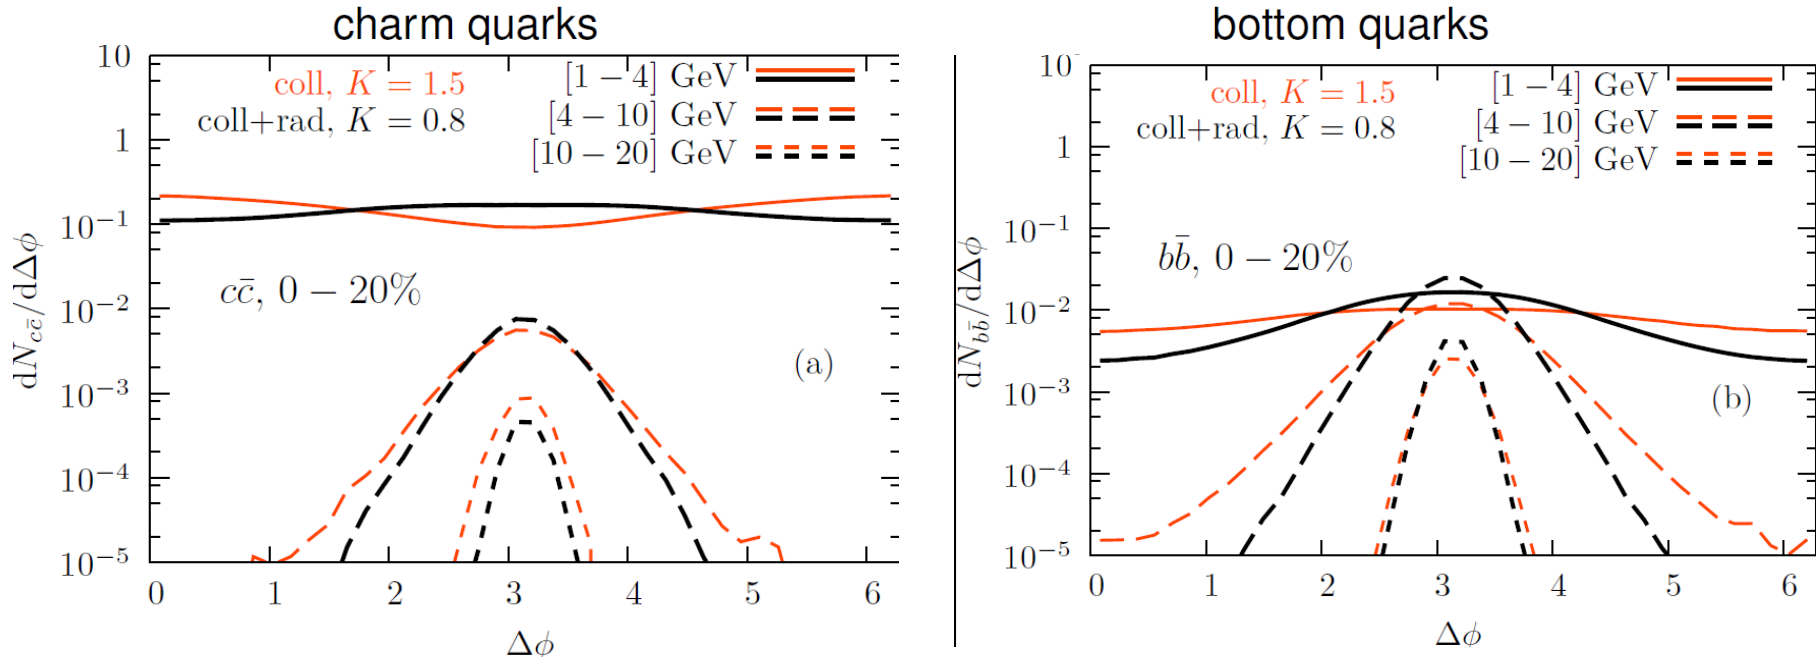 charm quarks
10
1
10⁻¹
10⁻²
10⁻³
10⁻⁴
10⁻⁵
dN_{cc̄}/dΔϕ
coll, K = 1.5
coll+rad, K = 0.8
[1 − 4] GeV
[4 − 10] GeV
[10 − 20] GeV
cc̄, 0 − 20%
(a)
0 1 2 3 4 5 6
Δϕ
bottom quarks
10
1
10⁻¹
10⁻²
10⁻³
10⁻⁴
10⁻⁵
dN_{bb̄}/dΔϕ
coll, K = 1.5
coll+rad, K = 0.8
[1 − 4] GeV
[4 − 10] GeV
[10 − 20] GeV
bb̄, 0 − 20%
(b)
0 1 2 3 4 5 6
Δϕ